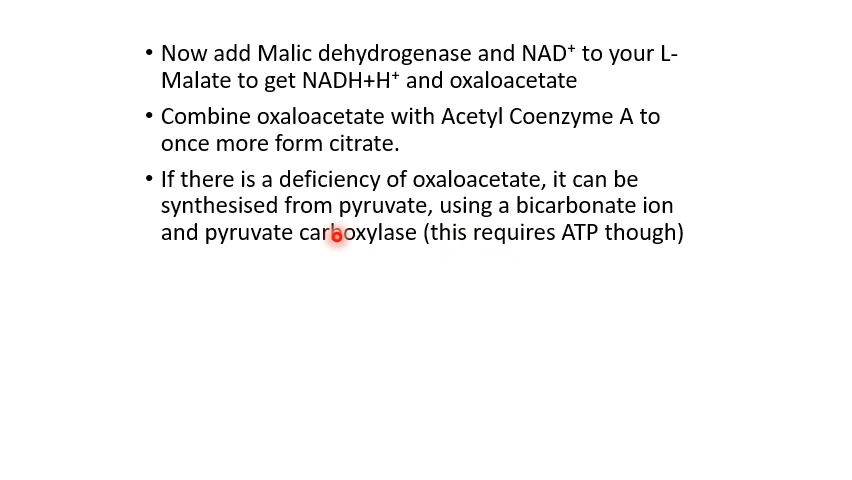 • Now add Malic dehydrogenase and NAD⁺ to your L-
Malate to get NADH+H⁺ and oxaloacetate
• Combine oxaloacetate with Acetyl Coenzyme A to
once more form citrate.
• If there is a deficiency of oxaloacetate, it can be
synthesised from pyruvate, using a bicarbonate ion
and pyruvate carboxylase (this requires ATP though)